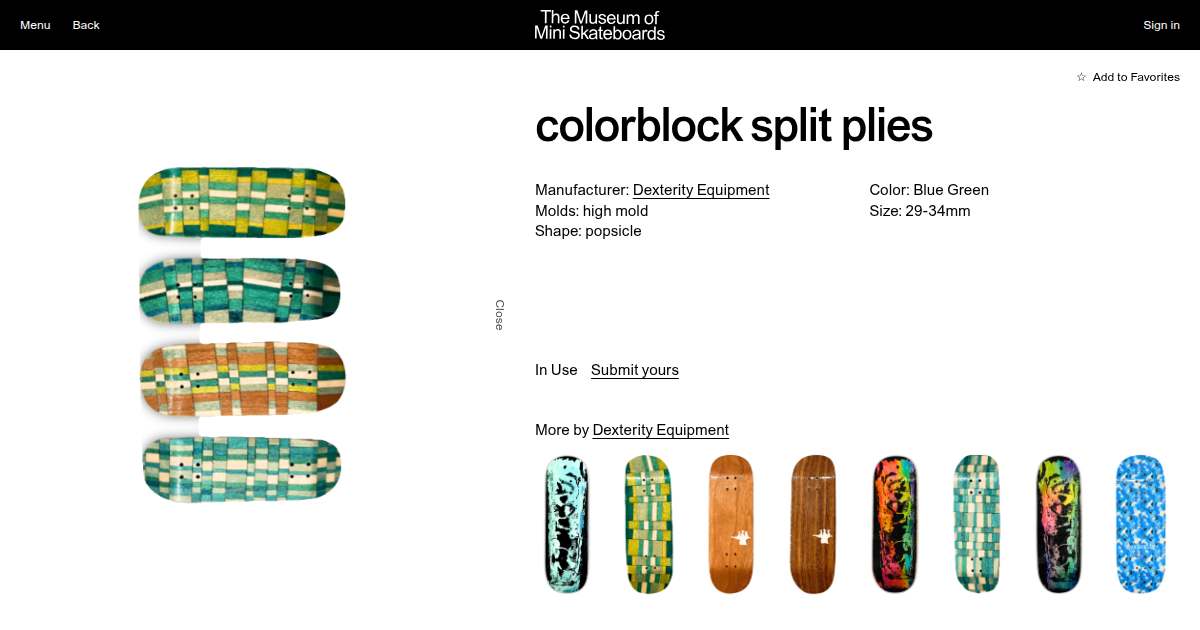 Menu
Back
The Museum of
Mini Skateboards
Sign in
☆ Add to Favorites
colorblock split plies
Manufacturer: Dexterity Equipment
Molds: high mold
Shape: popsicle
Color: Blue Green
Size: 29-34mm
Close
In Use Submit yours
More by Dexterity Equipment